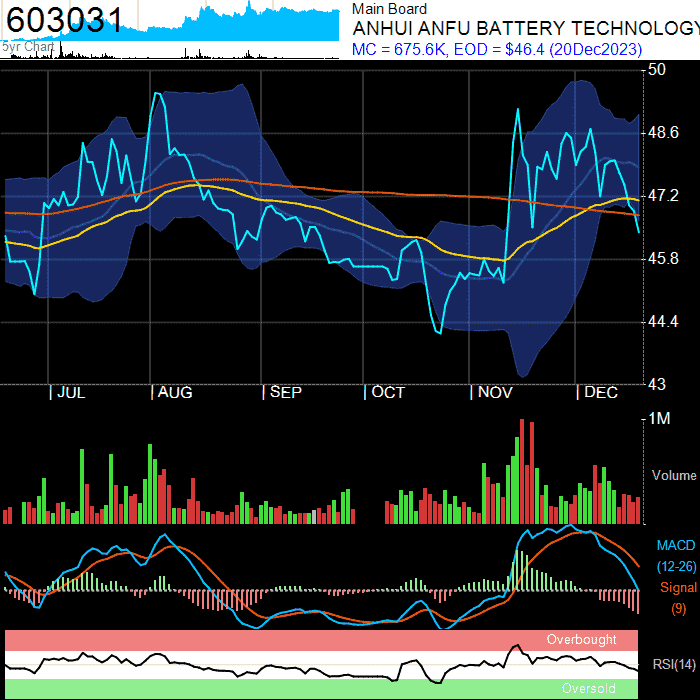 603031
5yr Chart
Main Board
ANHUI ANFU BATTERY TECHNOLOGY
MC = 675.6K, EOD = $46.4 (20Dec2023)
50
48.6
47.2
45.8
44.4
43
| JUL | AUG | SEP | OCT | NOV | DEC
1M
Volume
MACD
(12-26)
Signal
(9)
Overbought
RSI(14)
Oversold